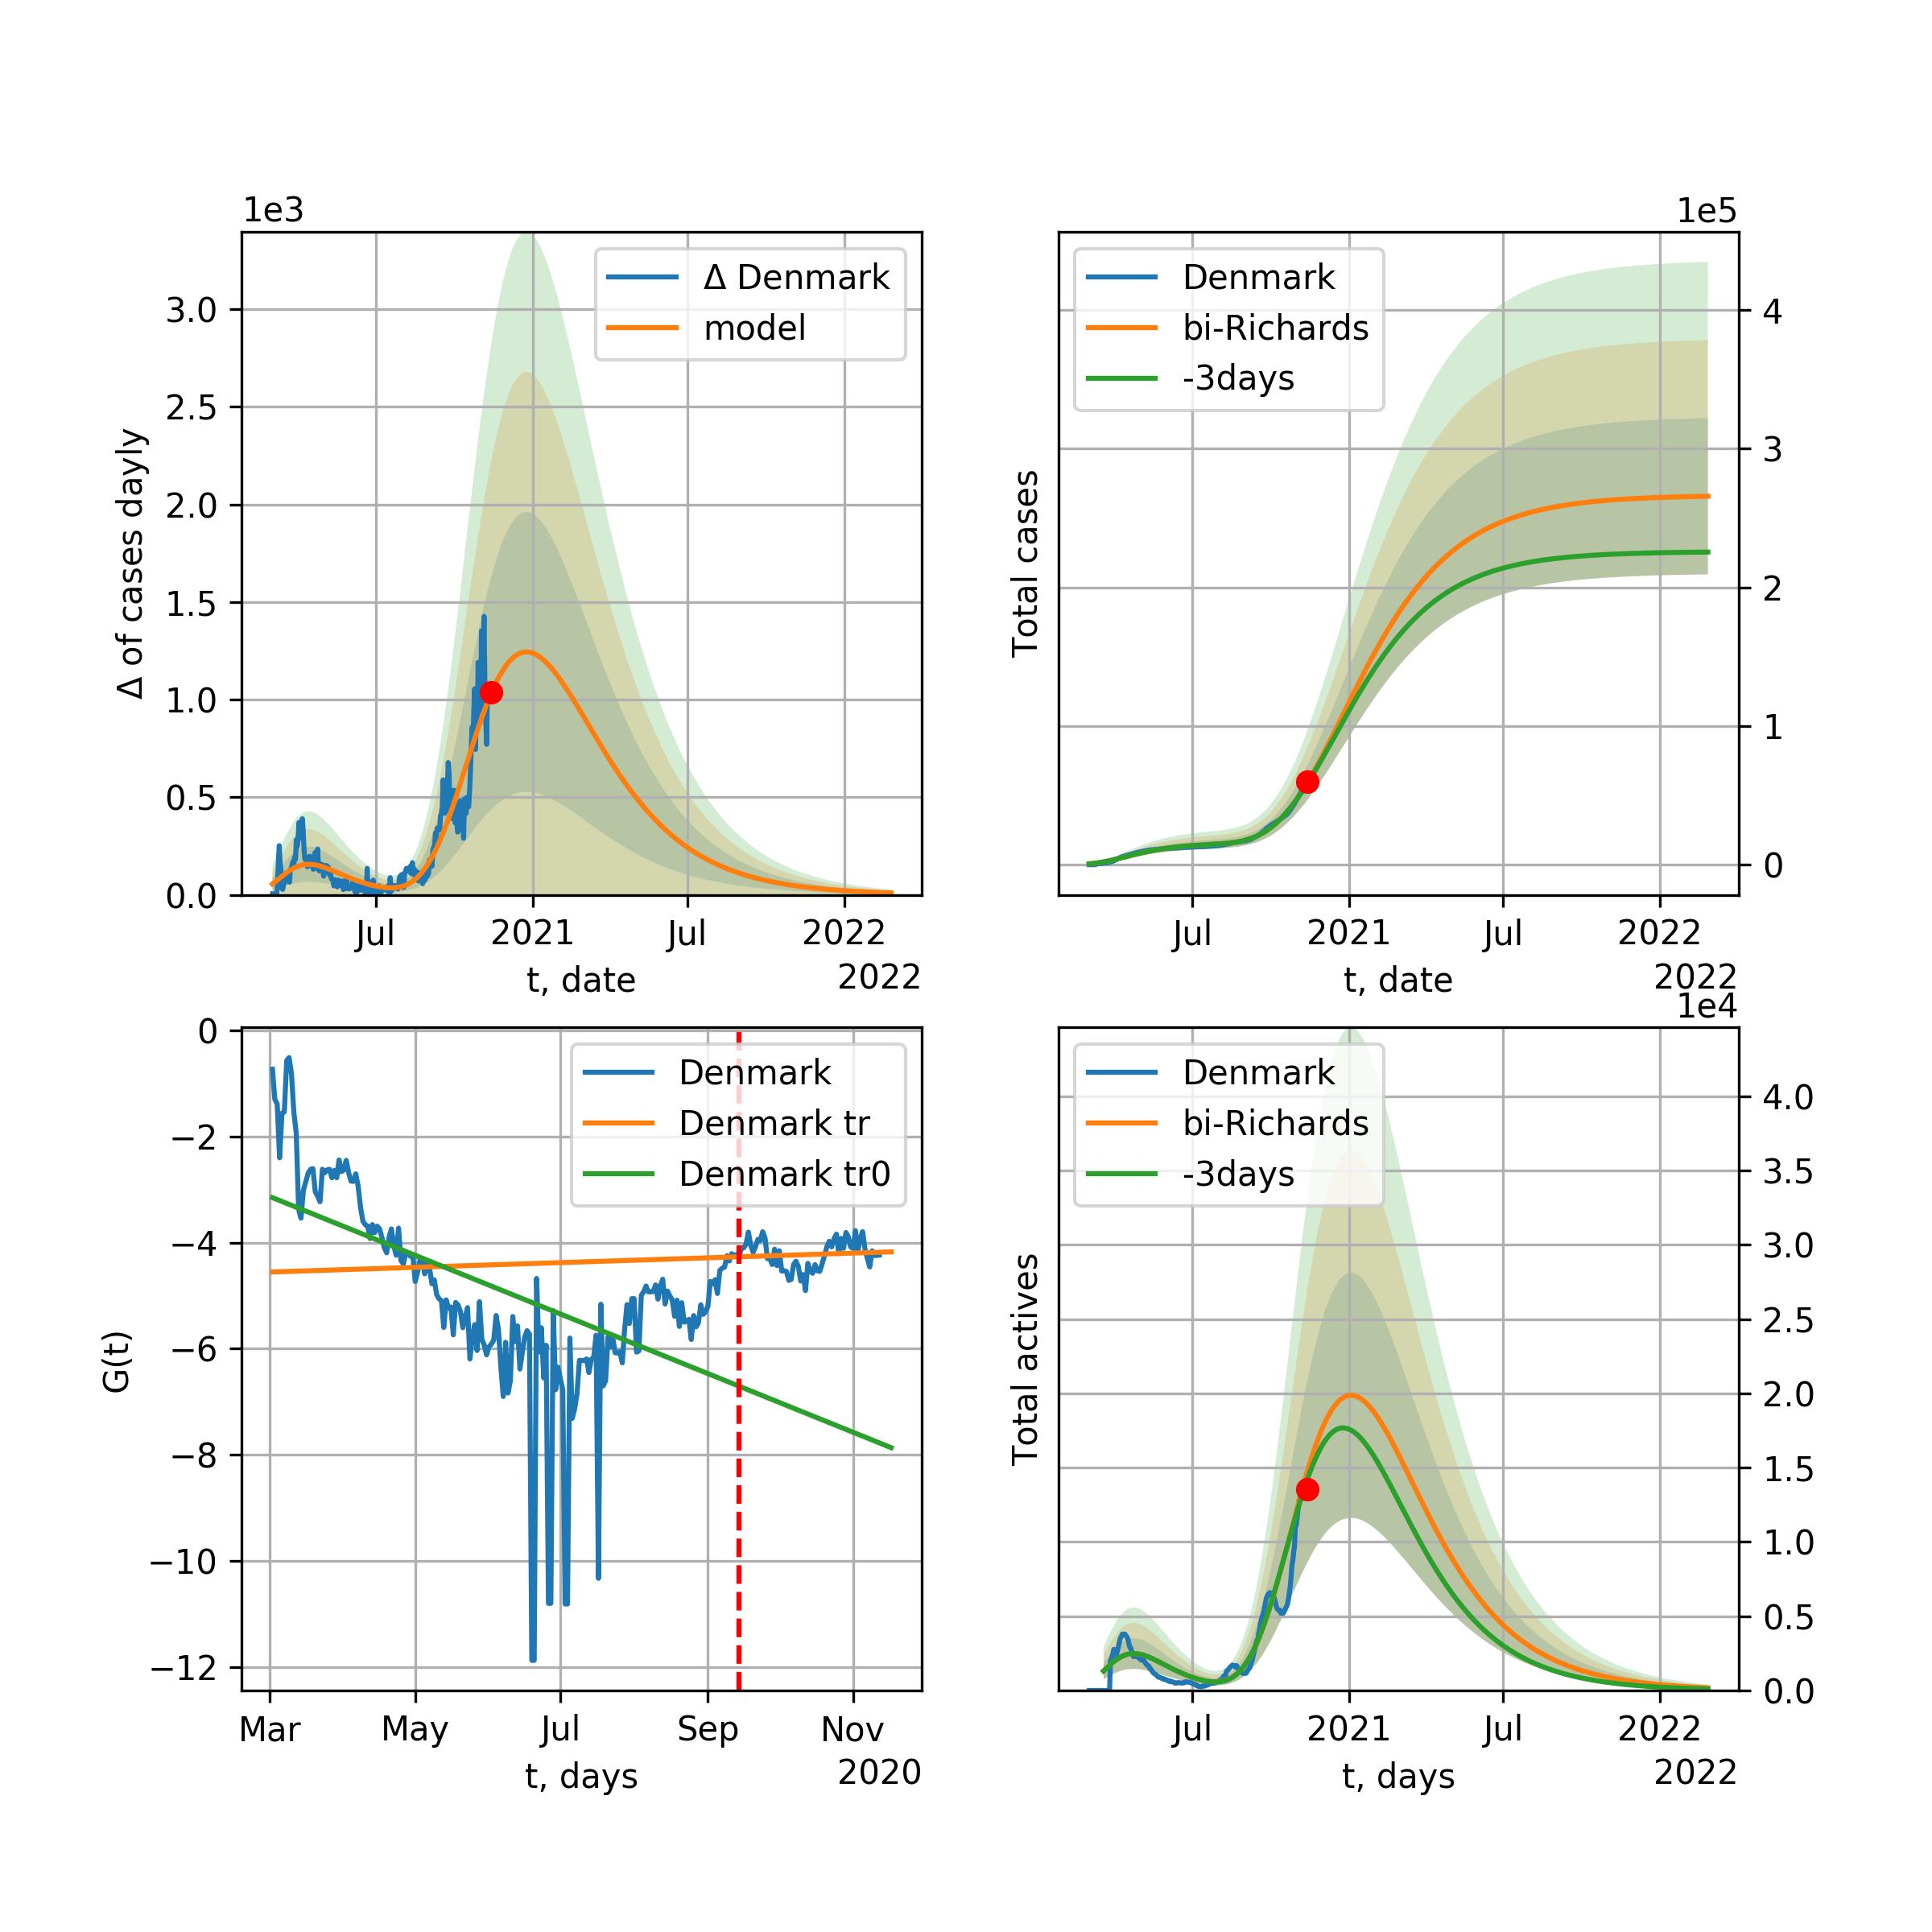 1e3
Δ Denmark
model
3.0
2.5
2.0
1.5
1.0
0.5
0.0
Δ of cases dayly
Jul
2021
Jul
2022
t, date
2022
1e5
Denmark
bi-Richards
-3days
4
3
2
1
0
Total cases
Jul
2021
Jul
2022
t, date
2022
0
−2
−4
−6
−8
−10
−12
G(t)
Denmark
Denmark tr
Denmark tr0
Mar
May
Jul
Sep
Nov
t, days
2020
1e4
Denmark
bi-Richards
-3days
4.0
3.5
3.0
2.5
2.0
1.5
1.0
0.5
0.0
Total actives
Jul
2021
Jul
2022
t, days
2022